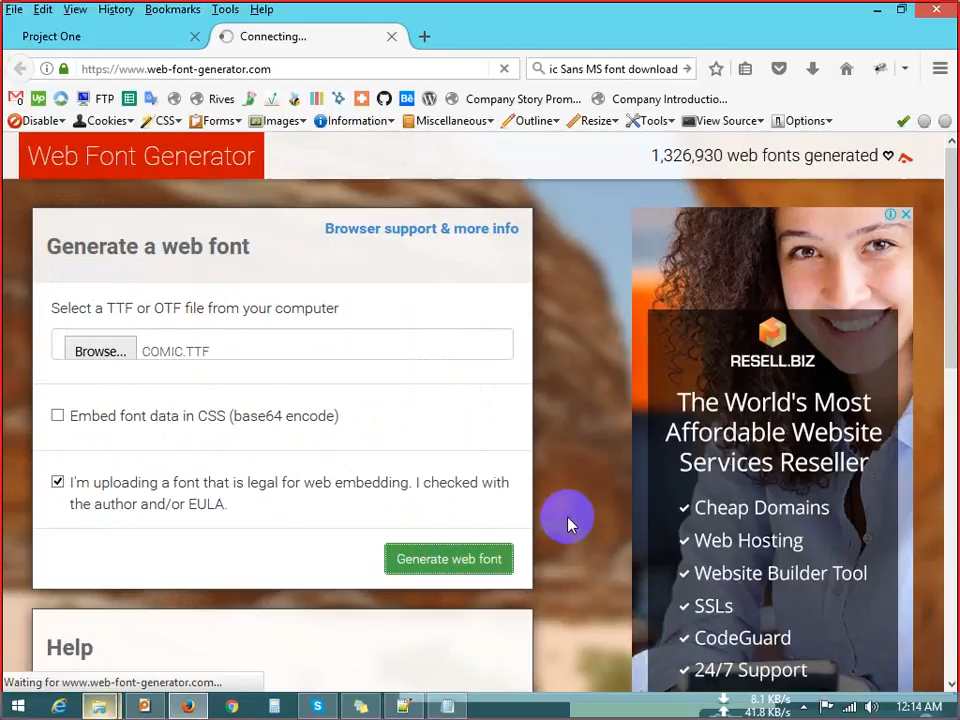 File Edit View History Bookmarks Tools Help
Project One
Connecting...
https://www.web-font-generator.com
ic Sans MS font download
Up FTP Rives Bē Company Story Prom... Company Introductio...
Disable Cookies CSS Forms Images Information Miscellaneous Outline Resize Tools View Source Options
Web Font Generator
1,326,930 web fonts generated
Generate a web font
Browser support & more info
Select a TTF or OTF file from your computer
Browse... COMIC.TTF
Embed font data in CSS (base64 encode)
I'm uploading a font that is legal for web embedding. I checked with
the author and/or EULA.
Generate web font
Help
RESELL.BIZ
The World's Most
Affordable Website
Services Reseller
Cheap Domains
Web Hosting
Website Builder Tool
SSLs
CodeGuard
24/7 Support
Waiting for www.web-font-generator.com...
8.1 KB/s
41.8 KB/s
12:14 AM